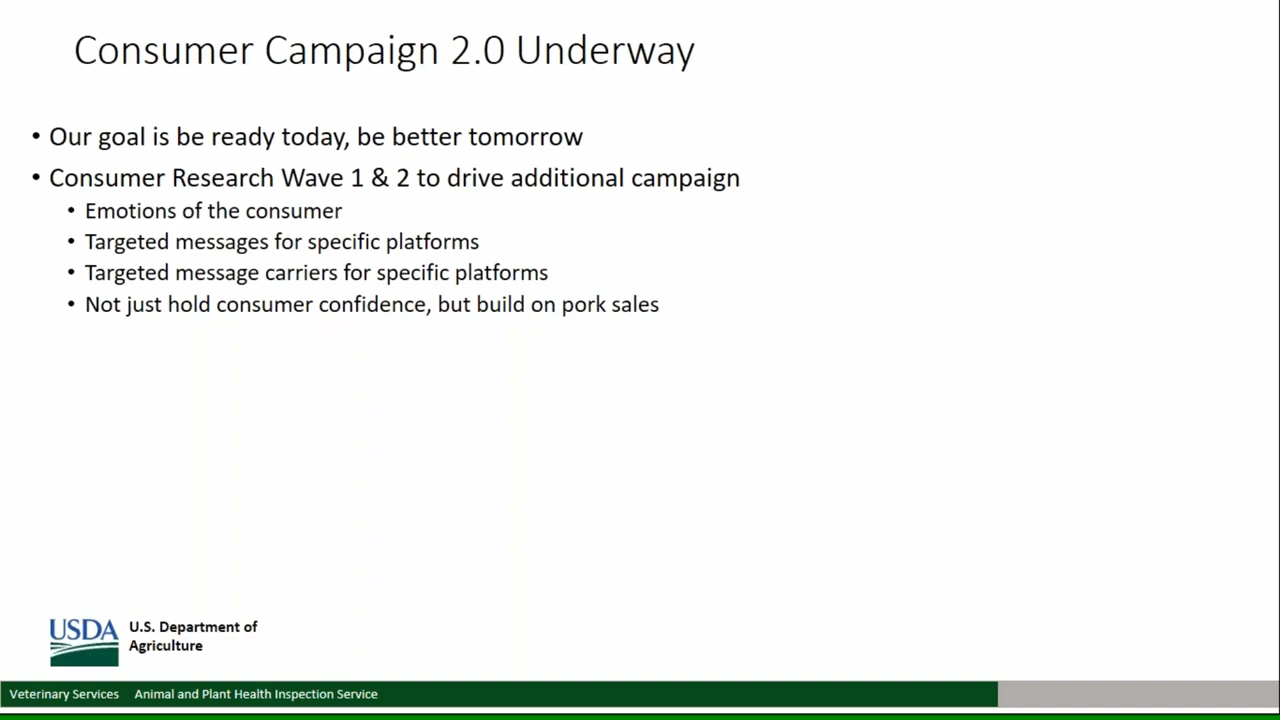 Consumer Campaign 2.0 Underway
• Our goal is be ready today, be better tomorrow
• Consumer Research Wave 1 & 2 to drive additional campaign
• Emotions of the consumer
• Targeted messages for specific platforms
• Targeted message carriers for specific platforms
• Not just hold consumer confidence, but build on pork sales
USDA
U.S. Department of
Agriculture
Veterinary Services Animal and Plant Health Inspection Service